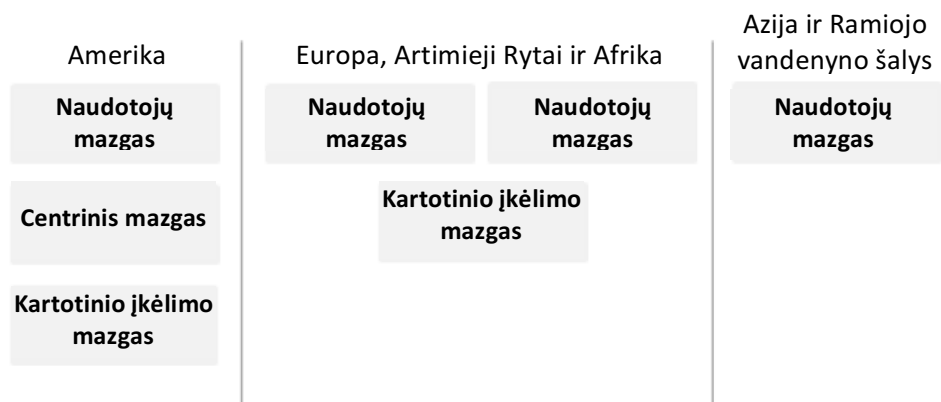 Amerika
Naudotojų
mazgas
Centrinis mazgas
Kartotinio įkėlimo
mazgas
Europa, Artimieji Rytai ir Afrika
Naudotojų
mazgas
Naudotojų
mazgas
Kartotinio įkėlimo
mazgas
Azija ir Ramiojo
vandenyno šalys
Naudotojų
mazgas